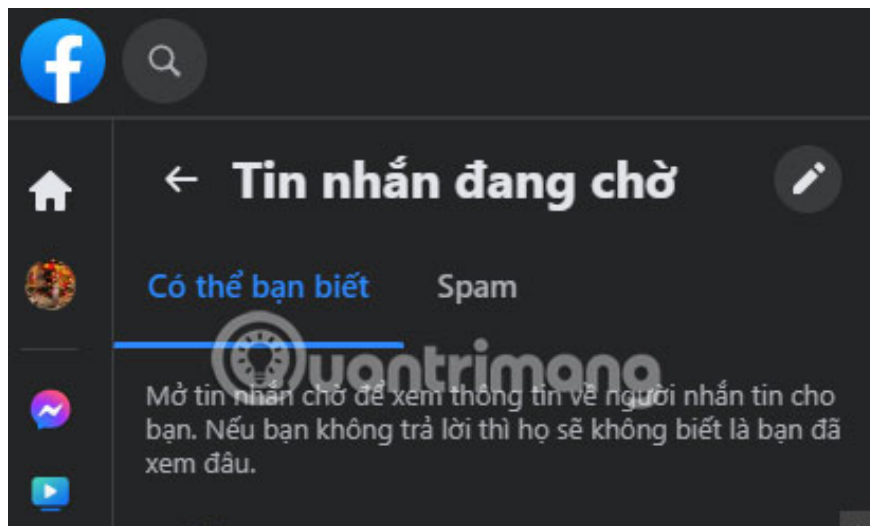 Tin nhắn đang chờ
Có thể bạn biết Spam
Quantrimang
Mở tin nhắn chờ để xem thông tin về người nhắn tin cho
bạn. Nếu bạn không trả lời thì họ sẽ không biết là bạn đã
xem đâu.